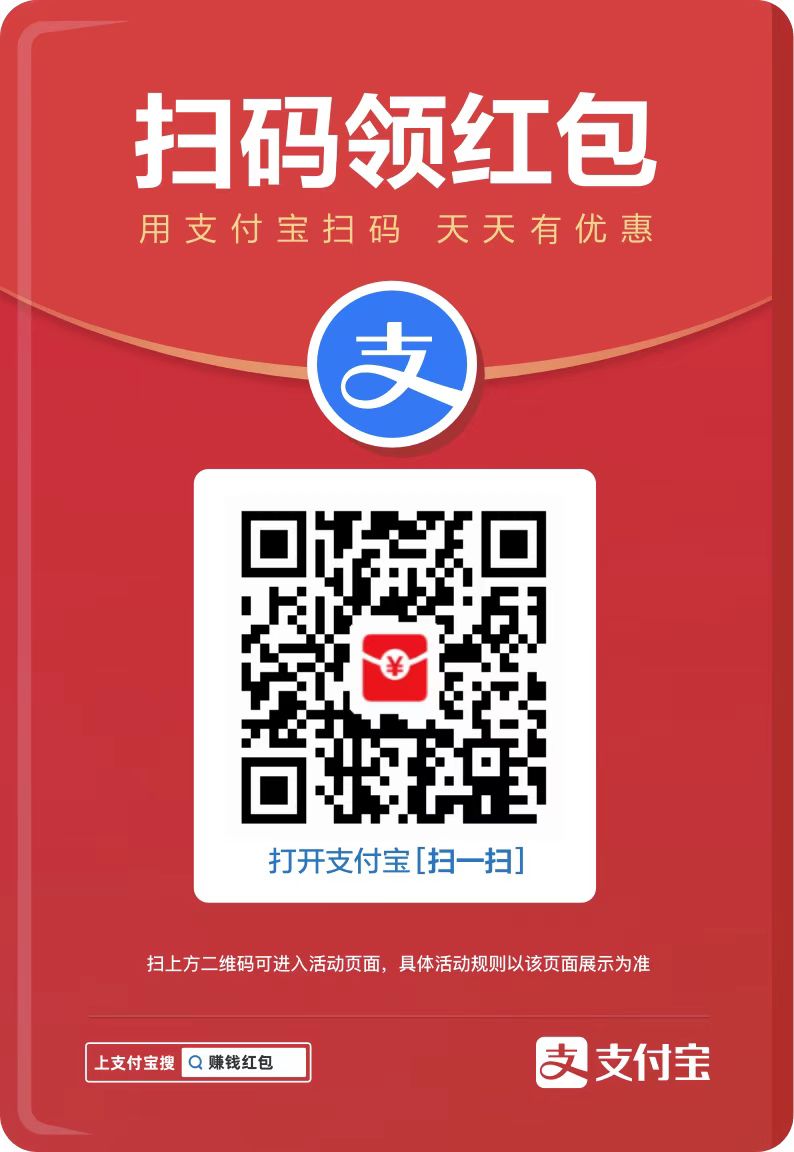 扫码领红包
用支付宝扫码 天天有优惠
支
¥
打开支付宝[扫一扫]
扫上方二维码可进入活动页面，具体活动规则以该页面展示为准
上支付宝搜 赚钱红包
支 支付宝